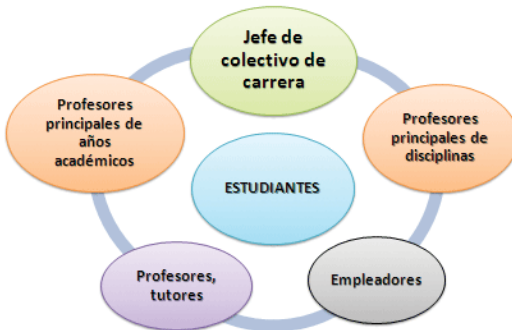 Jefe de
colectivo de
carrera
Profesores
principales de
años
académicos
Profesores
principales de
disciplinas
ESTUDIANTES
Profesores,
tutores
Empleadores